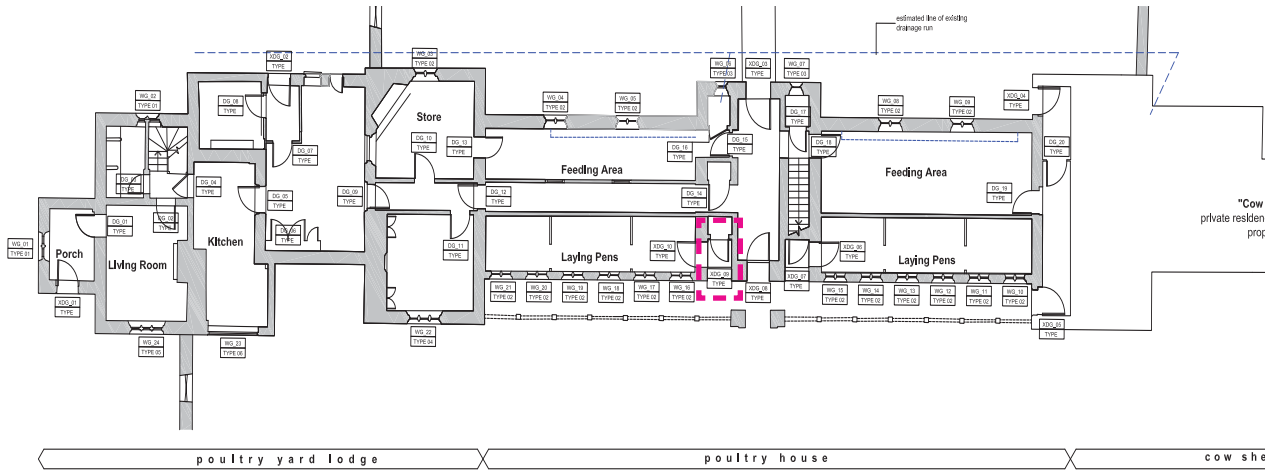 estimated line of existing
drainage run
XDG_02
TYPE
WG_03
TYPE 02
TYPE 03
XDG_03
TYPE
WG_07
TYPE 03
WG_02
TYPE 01
DG_08
TYPE
WG_04
TYPE 02
WG_05
TYPE 02
DG_17
TYPE
WG_08
TYPE 02
WG_09
TYPE 02
XDG_04
TYPE
Store
DG_10
TYPE
DG_13
TYPE
DG_07
TYPE
DG_16
TYPE
DG_15
TYPE
DG_18
TYPE
DG_20
TYPE
Feeding Area
Feeding Area
TYPE
DG_04
TYPE
DG_05
TYPE
DG_09
TYPE
DG_12
TYPE
DG_14
TYPE
DG_19
TYPE
DG_01
TYPE
DG_02
TYPE
DG_06
TYPE
Kitchen
DG_11
TYPE
"Cow
private residen
prop
WG_01
TYPE 01
Porch
Living Room
Laying Pens
XDG_10
TYPE
XDG_09
TYPE
XDG_06
TYPE
Laying Pens
XDG_01
TYPE
WG_21
TYPE 02
WG_20
TYPE 02
WG_19
TYPE 02
WG_18
TYPE 02
WG_17
TYPE 02
WG_16
TYPE 02
XDG_08
TYPE
XDG_07
TYPE
WG_15
TYPE 02
WG_14
TYPE 02
WG_13
TYPE 02
WG_12
TYPE 02
WG_11
TYPE 02
WG_10
TYPE 02
XDG_05
TYPE
WG_24
TYPE 05
WG_23
TYPE 06
WG_22
TYPE 04
poultry yard lodge
poultry house
cow she